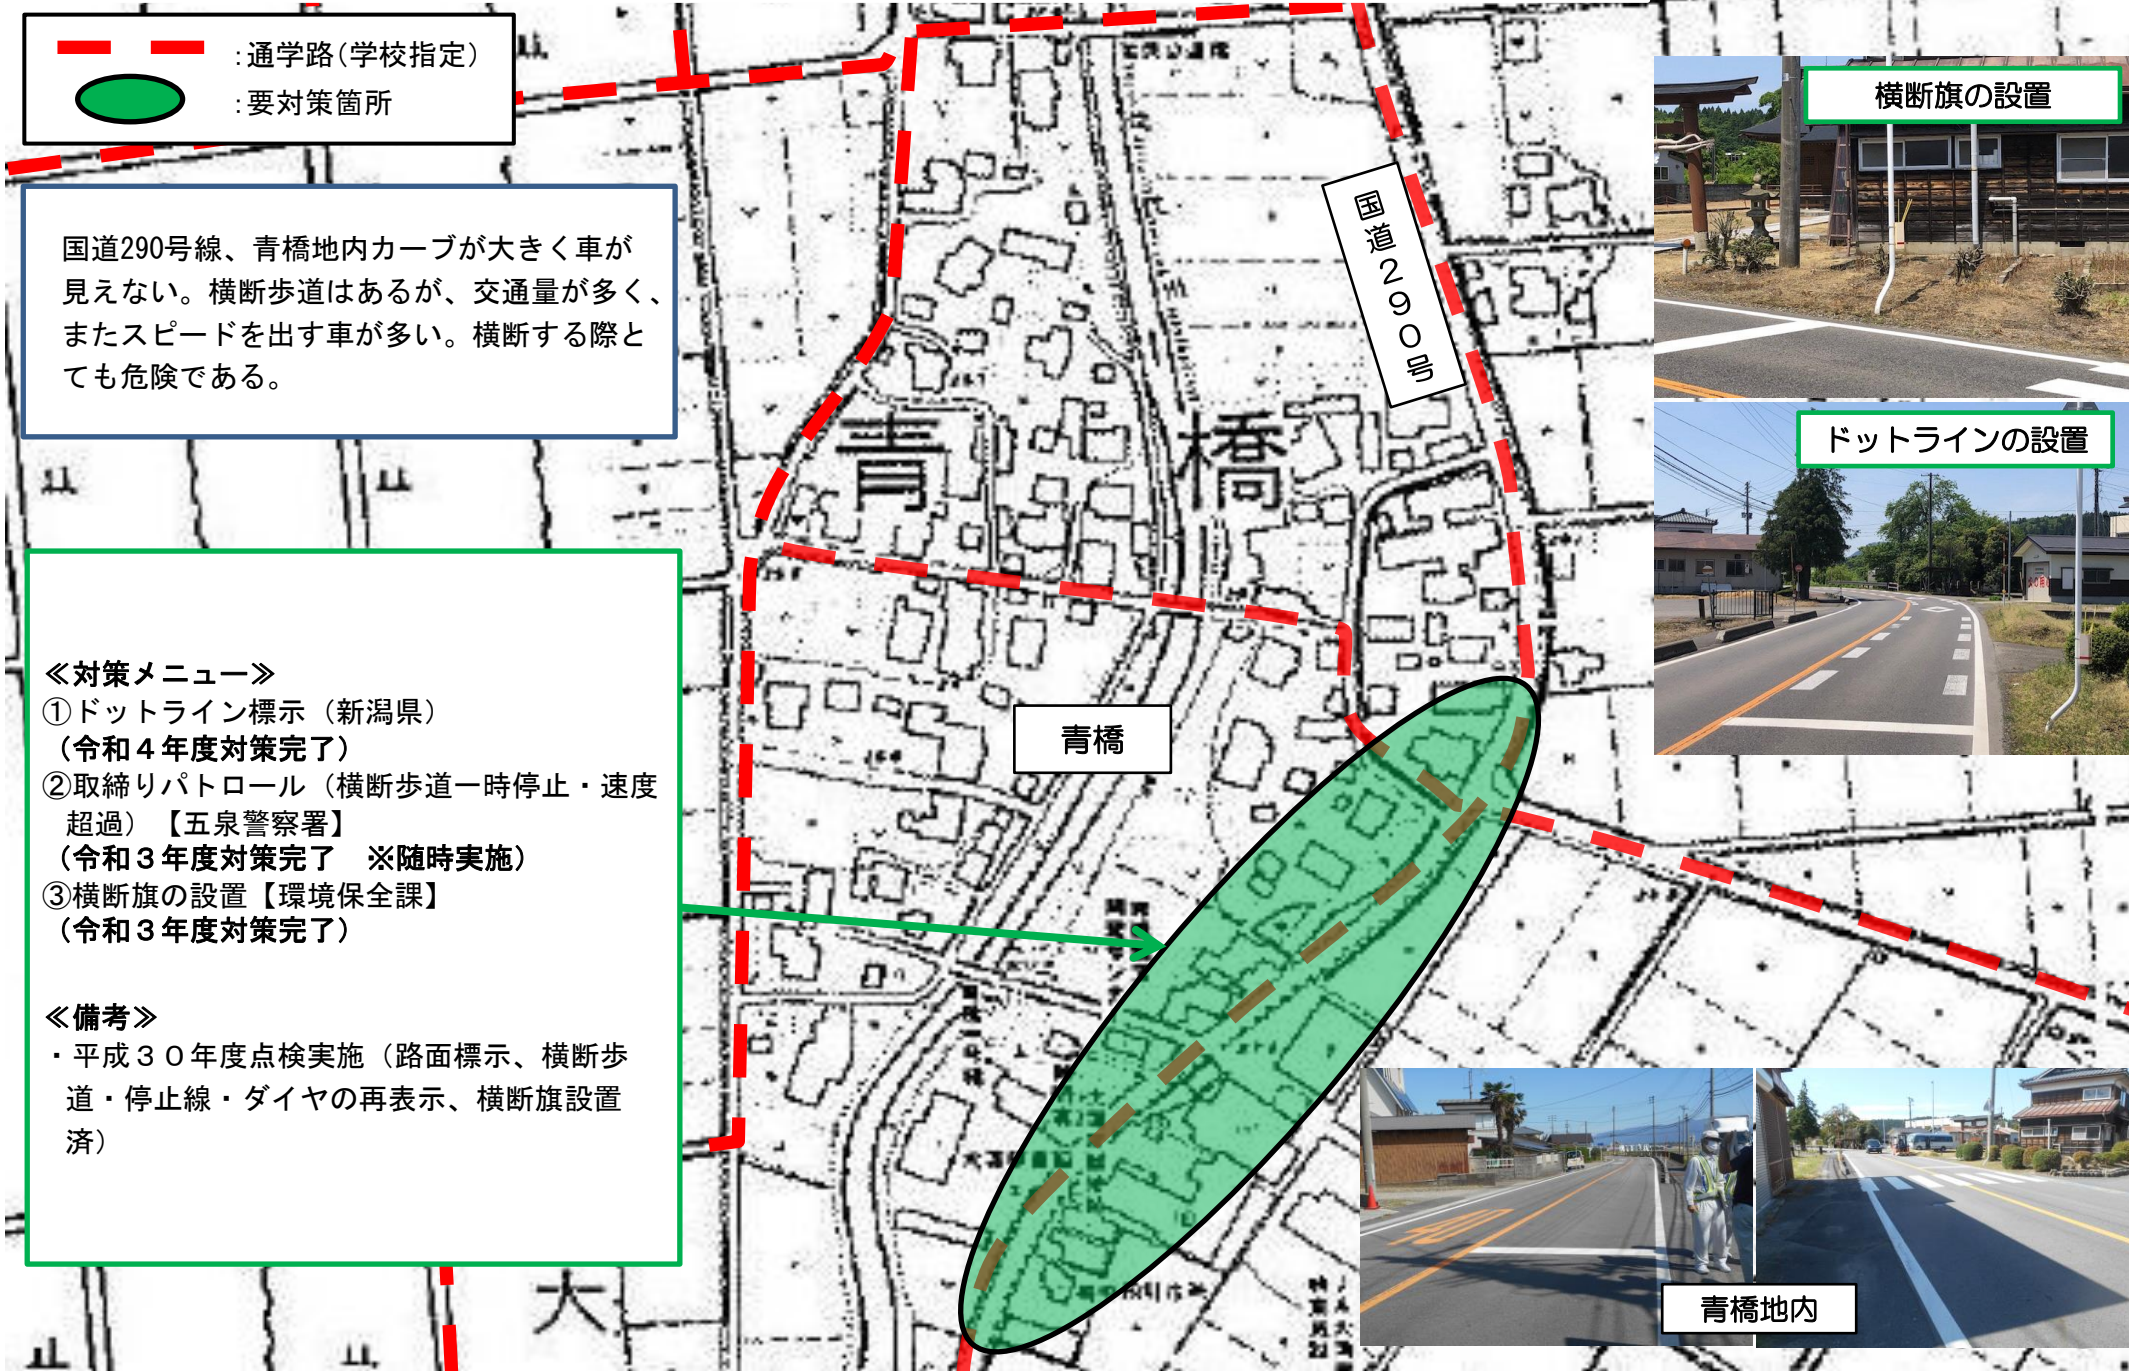 ：通学路（学校指定）
：要対策箇所
国道290号線、青橋地内カーブが大きく車が
見えない。横断歩道はあるが、交通量が多く、
またスピードを出す車が多い。横断する際と
ても危険である。
≪対策メニュー≫
①ドットライン標示（新潟県）
（令和４年度対策完了）
②取締りパトロール（横断歩道一時停止・速度
超過）【五泉警察署】
（令和３年度対策完了　※随時実施）
③横断旗の設置【環境保全課】
（令和３年度対策完了）
≪備考≫
・平成３０年度点検実施（路面標示、横断歩
道・停止線・ダイヤの再表示、横断旗設置
済）
国道２９０号
青橋
青橋
大
横断旗の設置
ドットラインの設置
青橋地内